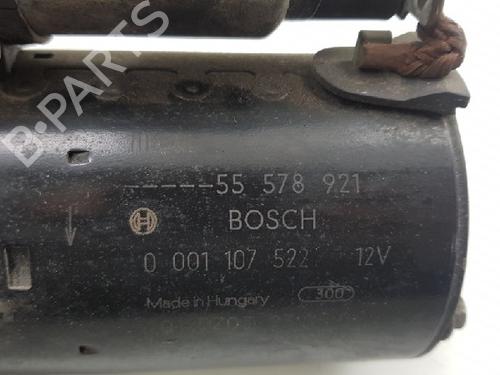 B-PARTS
-----55 578 921
BOSCH
0 001 107 522 12V
Made in Hungary 300